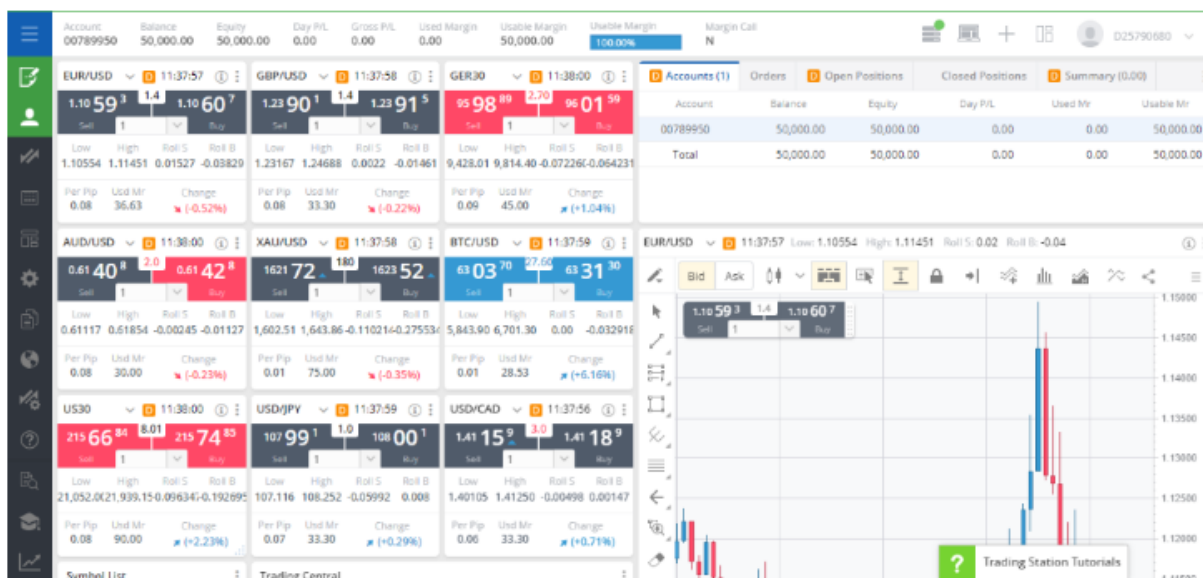 Account Balance Equity Day P/L Gross P/L Used Margin Usable Margin Usable Margin Margin Call
00789950 50,000.00 50,000.00 0.00 0.00 0.00 50,000.00 100.00% N D25790680
EUR/USD D 11:37:57
1.10 59 3 1.4 1.10 60 7
Sell 1 Buy
Low High Roll S Roll B
1.10554 1.11451 0.01527 -0.03829
Per Pip Usd Mr Change
0.08 36.63 (-0.52%)
GBP/USD D 11:37:58
1.23 90 1 1.4 1.23 91 5
Sell 1 Buy
Low High Roll S Roll B
1.23167 1.24688 0.0022 -0.01461
Per Pip Usd Mr Change
0.08 33.30 (-0.22%)
GER30 D 11:38:00
95 98 89 2.70 96 01 59
Sell 1 Buy
Low High Roll S Roll B
9,428.01 9,814.40 -0.07226 -0.064231
Per Pip Usd Mr Change
0.09 45.00 (+1.04%)
D Accounts (1) Orders D Open Positions Closed Positions D Summary (0.00)
Account Balance Equity Day P/L Used Mr Usable Mr
00789950 50,000.00 50,000.00 0.00 0.00 50,000.00
Total 50,000.00 50,000.00 0.00 0.00 50,000.00
AUD/USD D 11:38:00
0.61 40 8 2.0 0.61 42 8
Sell 1 Buy
Low High Roll S Roll B
0.61117 0.61854 -0.00245 -0.01127
Per Pip Usd Mr Change
0.08 30.00 (-0.23%)
XAU/USD D 11:37:58
1621 72 180 1623 52
Sell 1 Buy
Low High Roll S Roll B
1,602.51 1,643.86 -0.11021 -0.27553
Per Pip Usd Mr Change
0.01 75.00 (-0.35%)
BTC/USD D 11:37:59
63 03 70 27.60 63 31 30
Sell 1 Buy
Low High Roll S Roll B
5,843.90 6,701.30 0.00 -0.032918
Per Pip Usd Mr Change
0.01 28.53 (+6.16%)
US30 D 11:38:00
215 66 84 8.01 215 74 85
Sell 1 Buy
Low High Roll S Roll B
21,052.0 21,939.15 0.09634 -0.192695
Per Pip Usd Mr Change
0.08 90.00 (+2.23%)
USD/JPY D 11:37:59
107 99 1 1.0 108 00 1
Sell 1 Buy
Low High Roll S Roll B
107.116 108.252 -0.05992 0.008
Per Pip Usd Mr Change
0.07 33.30 (+0.29%)
USD/CAD D 11:37:56
1.41 15 9 3.0 1.41 18 9
Sell 1 Buy
Low High Roll S Roll B
1.40105 1.41250 -0.00498 0.00147
Per Pip Usd Mr Change
0.06 33.30 (+0.71%)
EUR/USD D 11:37:57 Low: 1.10554 High: 1.11451 Roll S: 0.02 Roll B: -0.04
Bid Ask
1.10 59 3 1.4 1.10 60 7
Sell 1 Buy
1.15000
1.14500
1.14000
1.13500
1.13000
1.12500
1.12000
? Trading Station Tutorials
Symbol List Trading Central